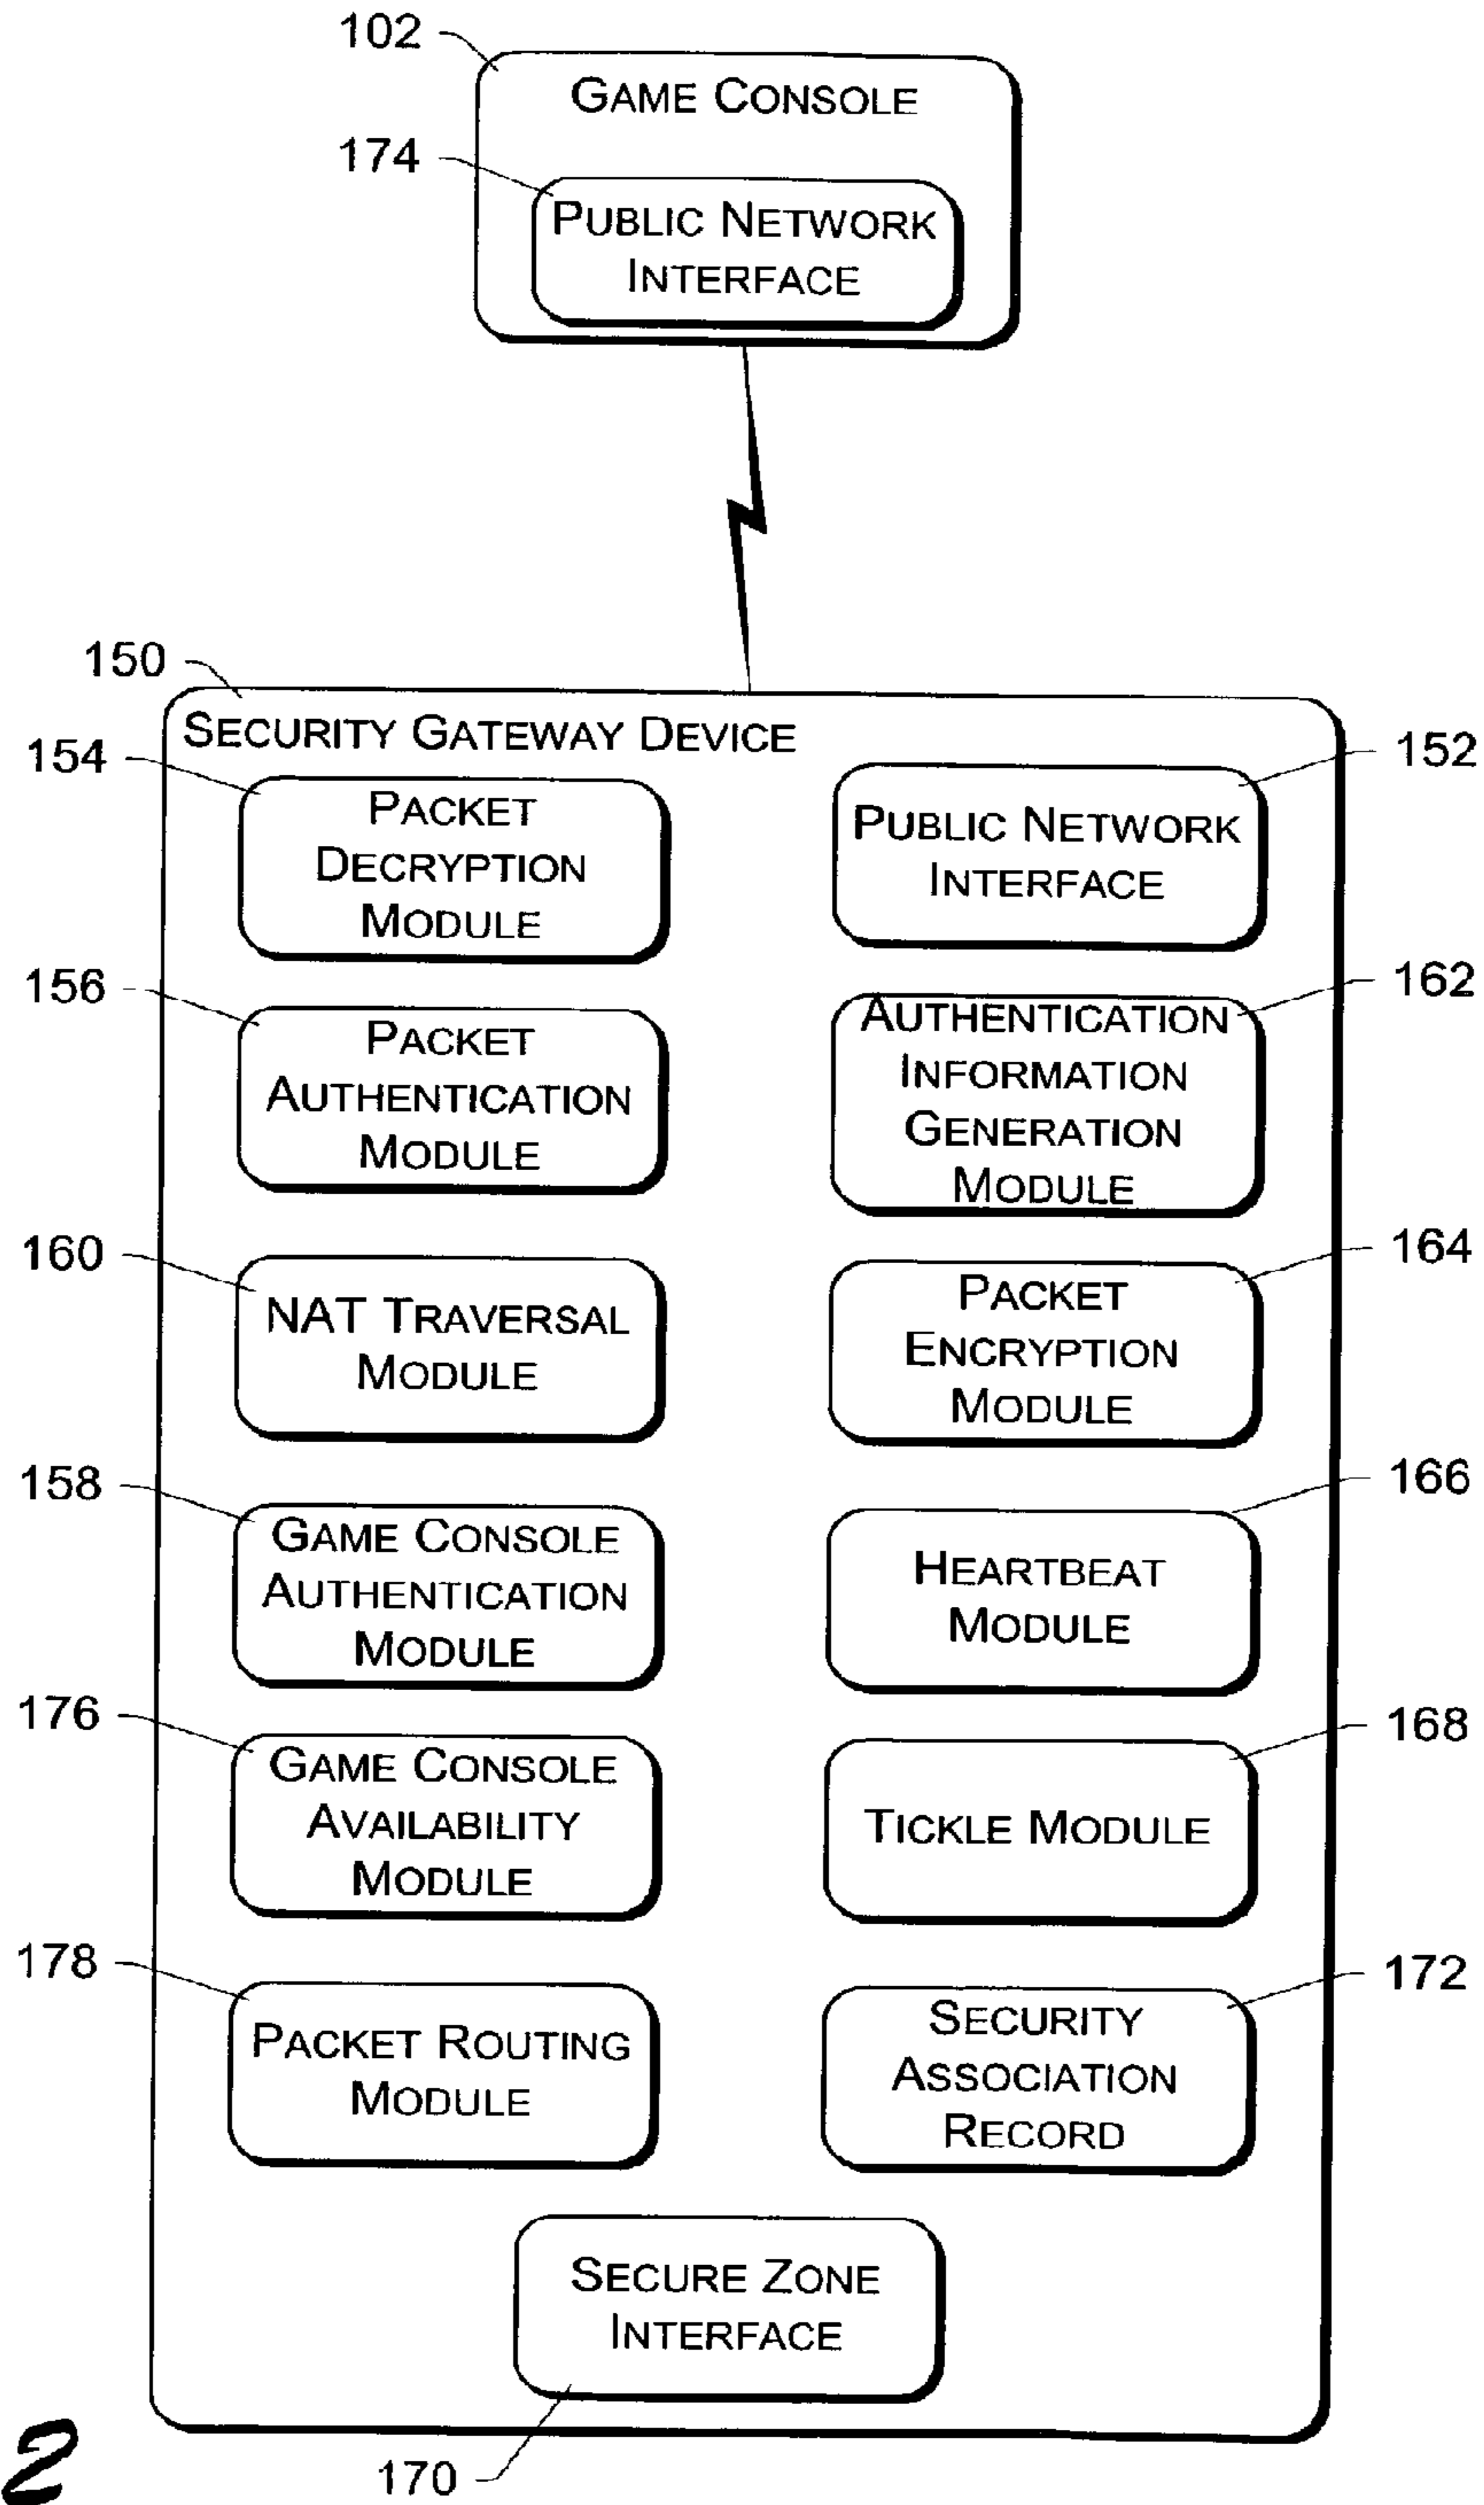 102
GAME CONSOLE
174
PUBLIC NETWORK
INTERFACE
150
SECURITY GATEWAY DEVICE
154
PACKET
DECRYPTION
MODULE
152
PUBLIC NETWORK
INTERFACE
156
PACKET
AUTHENTICATION
MODULE
162
AUTHENTICATION
INFORMATION
GENERATION
MODULE
160
NAT TRAVERSAL
MODULE
164
PACKET
ENCRYPTION
MODULE
158
GAME CONSOLE
AUTHENTICATION
MODULE
166
HEARTBEAT
MODULE
176
GAME CONSOLE
AVAILABILITY
MODULE
168
TICKLE MODULE
178
PACKET ROUTING
MODULE
172
SECURITY
ASSOCIATION
RECORD
SECURE ZONE
INTERFACE
170
2